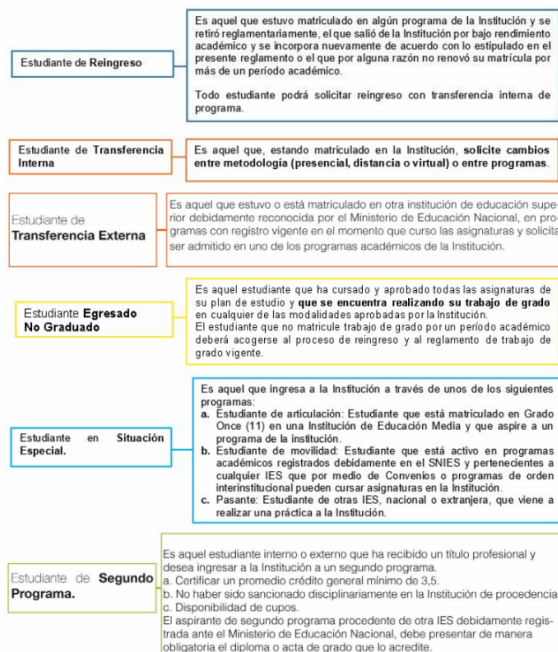 Estudiante de Reingreso
Es aquel que estuvo matriculado en algún programa de la Institución y se
retiró reglamentariamente, el que salió de la Institución por bajo rendimiento
académico y se incorpora nuevamente de acuerdo con lo estipulado en el
presente reglamento o el que por alguna razón no renovó su matrícula por
más de un período académico.
Todo estudiante podrá solicitar reingreso con transferencia interna de
programa.
Estudiante de Transferencia
Interna
Es aquel que, estando matriculado en la Institución, solicite cambios
entre metodología (presencial, distancia o virtual) o entre programas.
Estudiante de
Transferencia Externa
Es aquel que estuvo o está matriculado en otra institución de educación supe-
rior debidamente reconocida por el Ministerio de Educación Nacional, en pro-
gramas con registro vigente en el momento que curso las asignaturas y solicita
ser admitido en uno de los programas académicos de la Institución.
Estudiante Egresado
No Graduado
Es aquel estudiante que ha cursado y aprobado todas las asignaturas de
su plan de estudio y que se encuentra realizando su trabajo de grado
en cualquier de las modalidades aprobadas por la Institución.
El estudiante que no matricule trabajo de grado por un período académico
deberá acogerse al proceso de reingreso y al reglamento de trabajo de
grado vigente.
Estudiante en Situación
Especial.
Es aquel que ingresa a la Institución a través de unos de los siguientes
programas:
a. Estudiante de articulación: Estudiante que está matriculado en Grado
Once (11) en una Institución de Educación Media y que aspire a un
programa de la institución.
b. Estudiante de movilidad: Estudiante que está activo en programas
académicos registrados debidamente en el SNIES y pertenecientes a
cualquier IES que por medio de Convenios o programas de orden
interinstitucional pueden cursar asignaturas en la Institución.
c. Pasante: Estudiante de otras IES, nacional o extranjera, que viene a
realizar una práctica a la Institución.
Estudiante de Segundo
Programa.
Es aquel estudiante interno o externo que ha recibido un título profesional y
desea ingresar a la Institución a un segundo programa.
a. Certificar un promedio crédito general mínimo de 3,5.
b. No haber sido sancionado disciplinariamente en la Institución de procedencia
c. Disponibilidad de cupos.
El aspirante de segundo programa procedente de otra IES debidamente regis-
trada ante el Ministerio de Educación Nacional, debe presentar de manera
obligatoria el diploma o acta de grado que lo acredite.